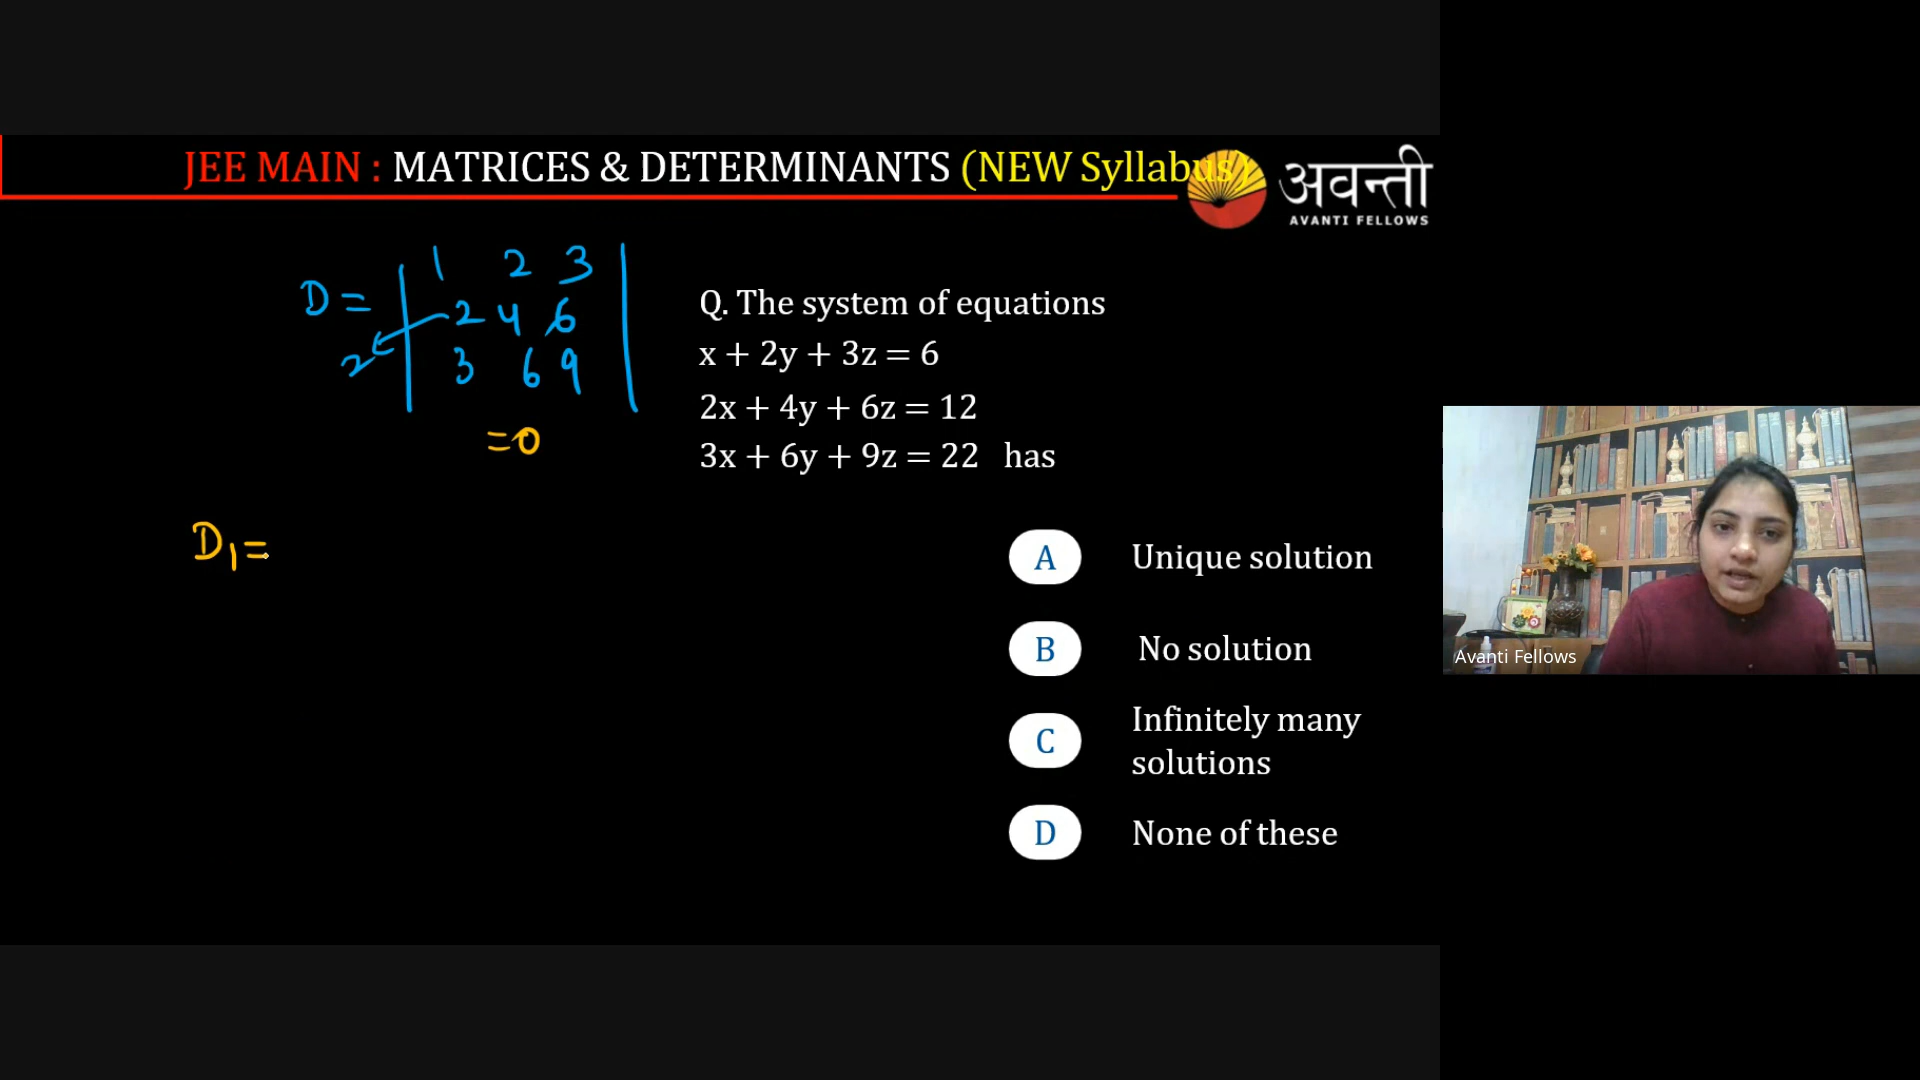 JEE MAIN : MATRICES & DETERMINANTS (NEW Syllabus)
अवन्ती
AVANTI FELLOWS
D = | 1 2 3 |
2 4 6
2
3 6 9
=0
D1=
Q. The system of equations
x + 2y + 3z = 6
2x + 4y + 6z = 12
3x + 6y + 9z = 22 has
A Unique solution
B No solution
C Infinitely many
solutions
D None of these
Avanti Fellows